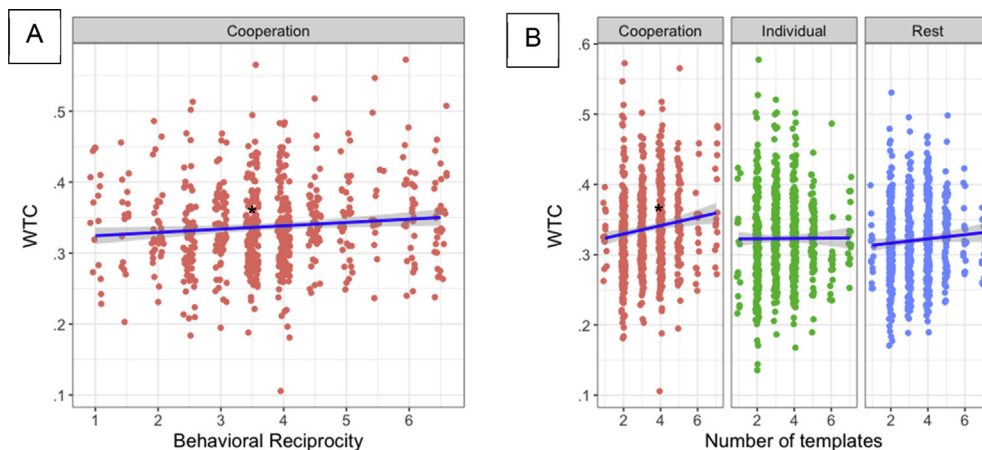 A
Cooperation
.5
.4
.3
.2
.1
WTC
*
1 2 3 4 5 6
Behavioral Reciprocity
B
Cooperation Individual Rest
.6
.5
.4
.3
.2
.1
WTC
*
2 4 6 2 4 6 2 4 6
Number of templates